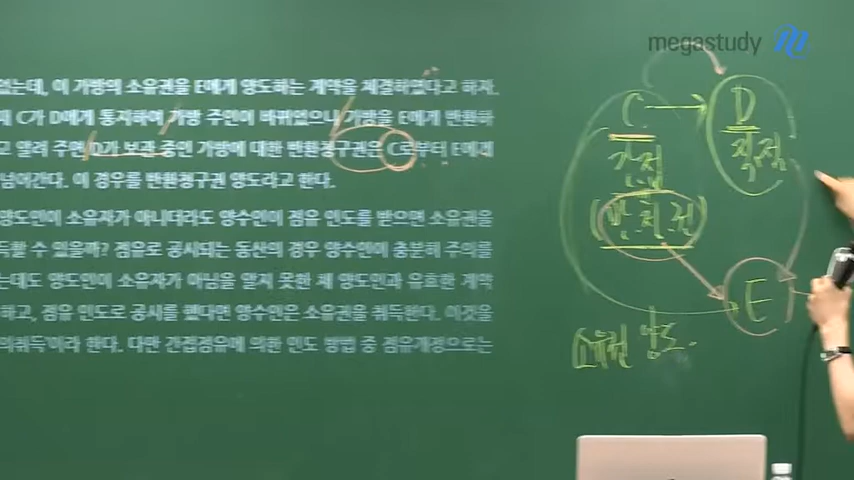 megastudy
없는데, 이 가방의 소유권을 E에게 양도하는 계약을 체결하였다고 하자.
때 C가 D에게 통지하여 가방 주인이 바뀌었으니 가방을 E에게 반환하
고 알려 주면 D가 보관 중인 가방에 대한 반환청구권은 C로부터 E에게
넘어간다. 이 경우를 반환청구권 양도라고 한다.
양도인이 소유자가 아니더라도 양수인이 점유 인도를 받으면 소유권을
득할 수 있을까? 점유로 공시되는 동산의 경우 양수인이 충분히 주의를
는데도 양도인이 소유자가 아님을 알지 못한 채 양도인과 유효한 계약
하고, 점유 인도로 공시를 했다면 양수인은 소유권을 취득한다. 이것을
의취득'이라 한다. 다만 간접점유에 의한 인도 방법 중 점유개정으로는
C
D
간접
직접
(반청권)
E
소유권 양도.